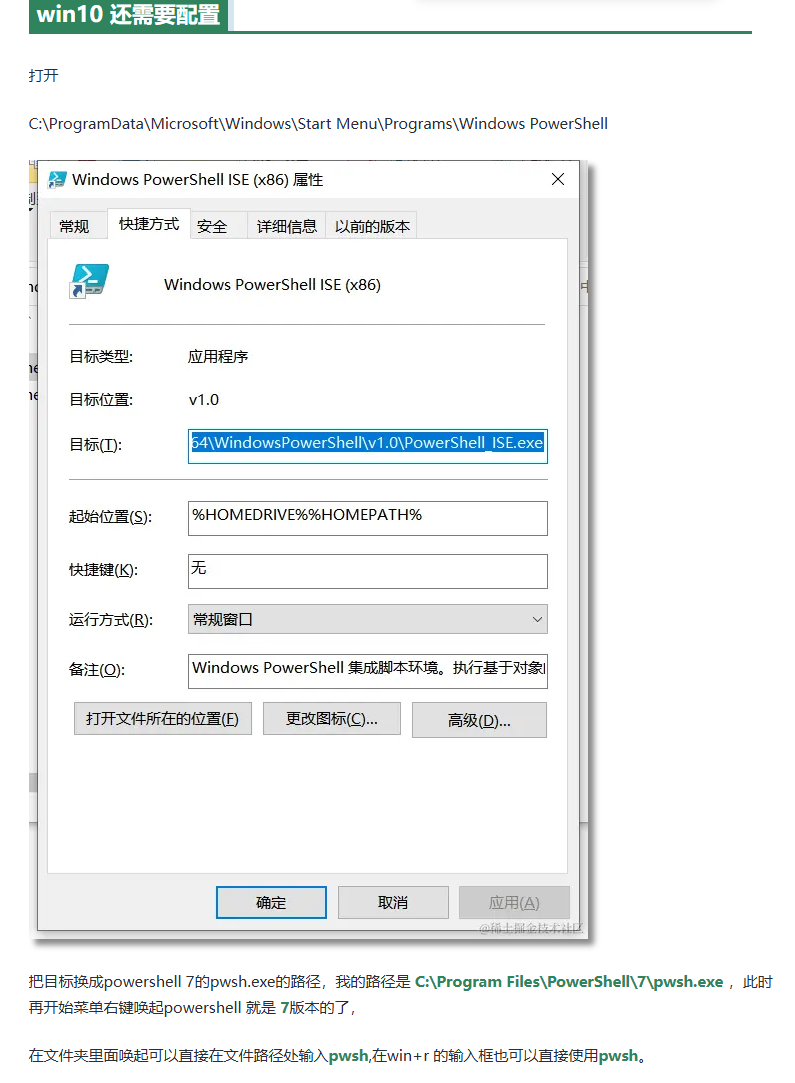 win10 还需要配置
打开
C:\ProgramData\Microsoft\Windows\Start Menu\Programs\Windows PowerShell
Windows PowerShell ISE (x86) 属性
常规 快捷方式 安全 详细信息 以前的版本
Windows PowerShell ISE (x86)
目标类型: 应用程序
目标位置: v1.0
目标(T): 64\WindowsPowerShell\v1.0\PowerShell_ISE.exe
起始位置(S): %HOMEDRIVE%%HOMEPATH%
快捷键(K): 无
运行方式(R): 常规窗口
备注(O): Windows PowerShell 集成脚本环境。执行基于对象
打开文件所在的位置(F) 更改图标(C)... 高级(D)...
确定 取消 应用(A)
@稀土掘金技术社区
把目标换成powershell 7的pwsh.exe的路径，我的路径是 C:\Program Files\PowerShell\7\pwsh.exe ，此时
再开始菜单右键唤起powershell 就是 7版本的了，
在文件夹里面唤起可以直接在文件路径处输入pwsh,在win+r 的输入框也可以直接使用pwsh。